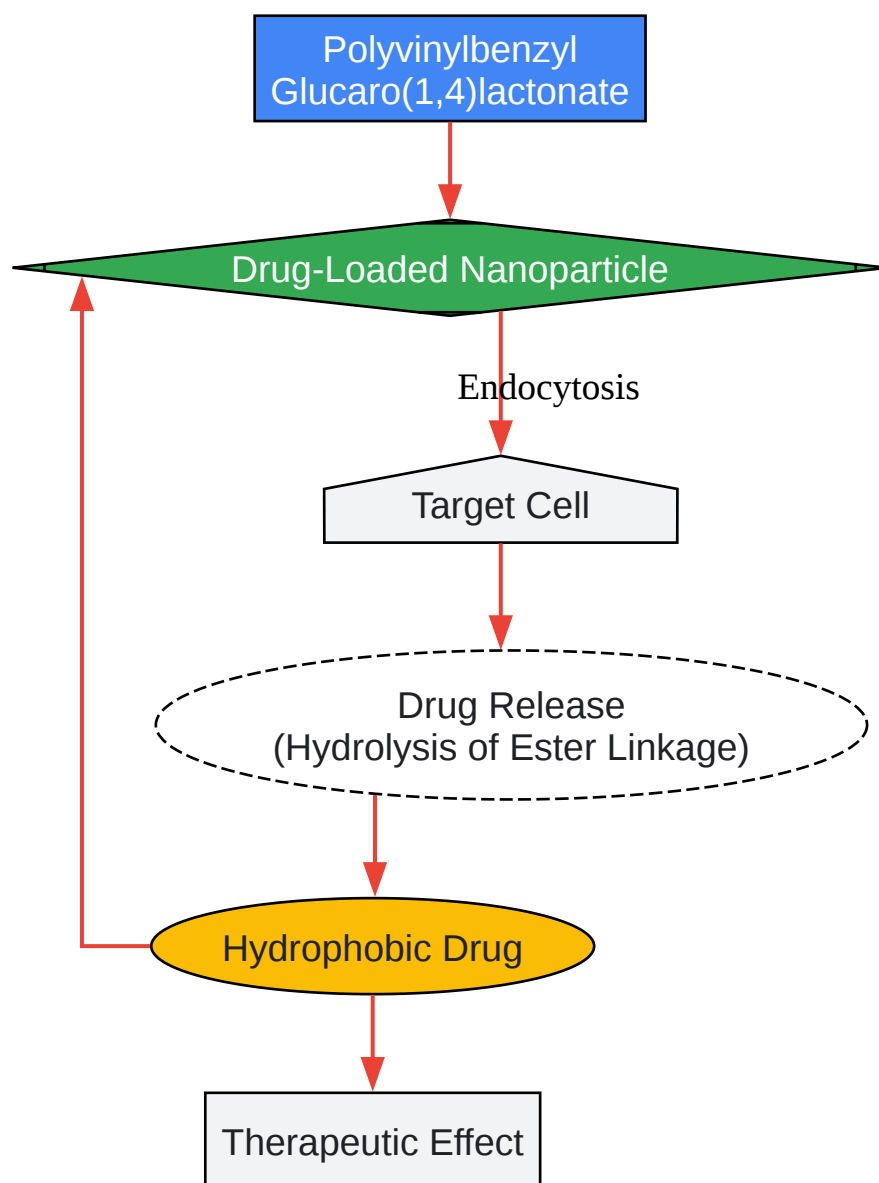 Polyvinylbenzyl
Glucaro(1,4)lactonate
Drug-Loaded Nanoparticle
Endocytosis
Target Cell
Drug Release
(Hydrolysis of Ester Linkage)
Hydrophobic Drug
Therapeutic Effect